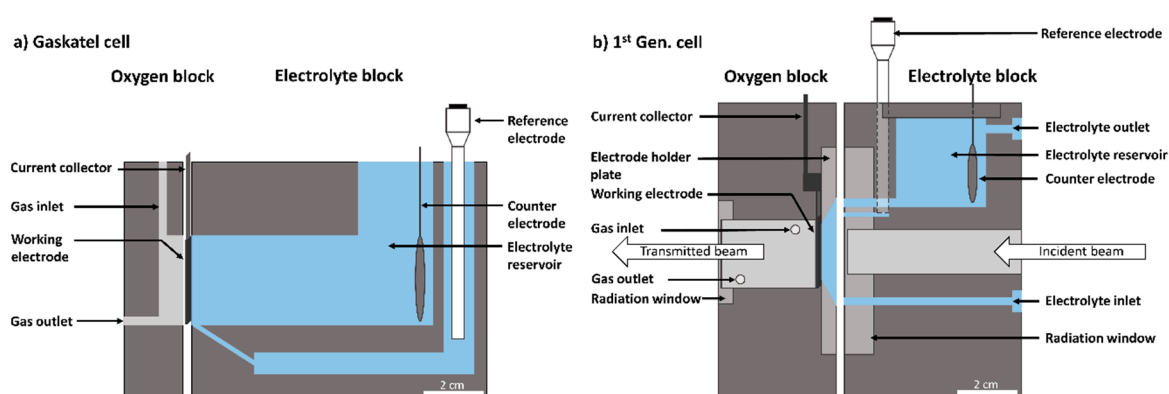 a) Gaskatel cell
Oxygen block
Electrolyte block
Reference
electrode
Current collector
Gas inlet
Working
electrode
Gas outlet
Counter
electrode
Electrolyte
reservoir
2 cm
b) 1st Gen. cell
Reference electrode
Oxygen block
Electrolyte block
Current collector
Electrode holder
plate
Working electrode
Gas inlet
Transmitted beam
Gas outlet
Radiation window
Electrolyte outlet
Electrolyte reservoir
Counter electrode
Incident beam
Electrolyte inlet
Radiation window
2 cm